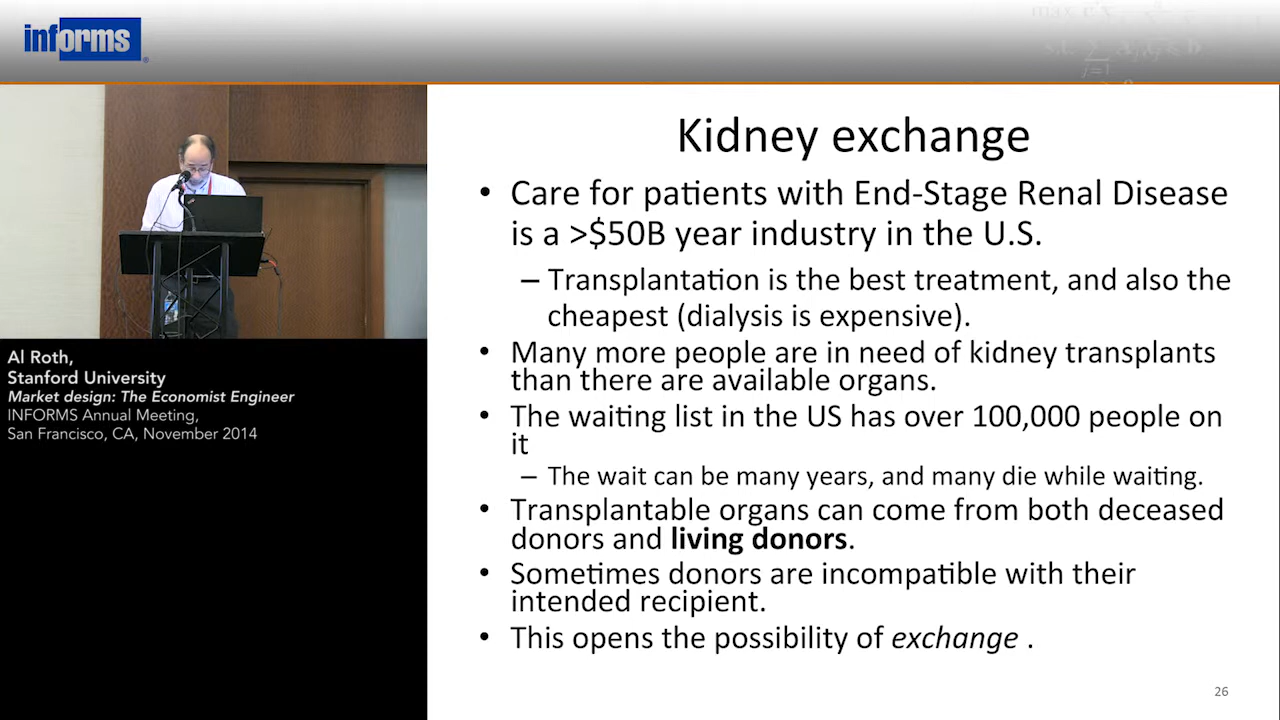 informs
Al Roth,
Stanford University
Market design: The Economist Engineer
INFORMS Annual Meeting,
San Francisco, CA, November 2014
Kidney exchange
• Care for patients with End-Stage Renal Disease
is a >$50B year industry in the U.S.
– Transplantation is the best treatment, and also the
cheapest (dialysis is expensive).
• Many more people are in need of kidney transplants
than there are available organs.
• The waiting list in the US has over 100,000 people on
it
– The wait can be many years, and many die while waiting.
• Transplantable organs can come from both deceased
donors and living donors.
• Sometimes donors are incompatible with their
intended recipient.
• This opens the possibility of exchange .
26